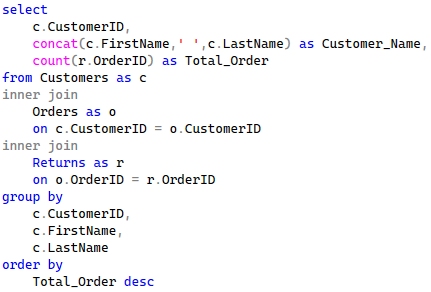 select
    c.CustomerID,
    concat(c.FirstName,' ',c.LastName) as Customer_Name,
    count(r.OrderID) as Total_Order
from Customers as c
inner join
    Orders as o
    on c.CustomerID = o.CustomerID
inner join
    Returns as r
    on o.OrderID = r.OrderID
group by
    c.CustomerID,
    c.FirstName,
    c.LastName
order by
    Total_Order desc